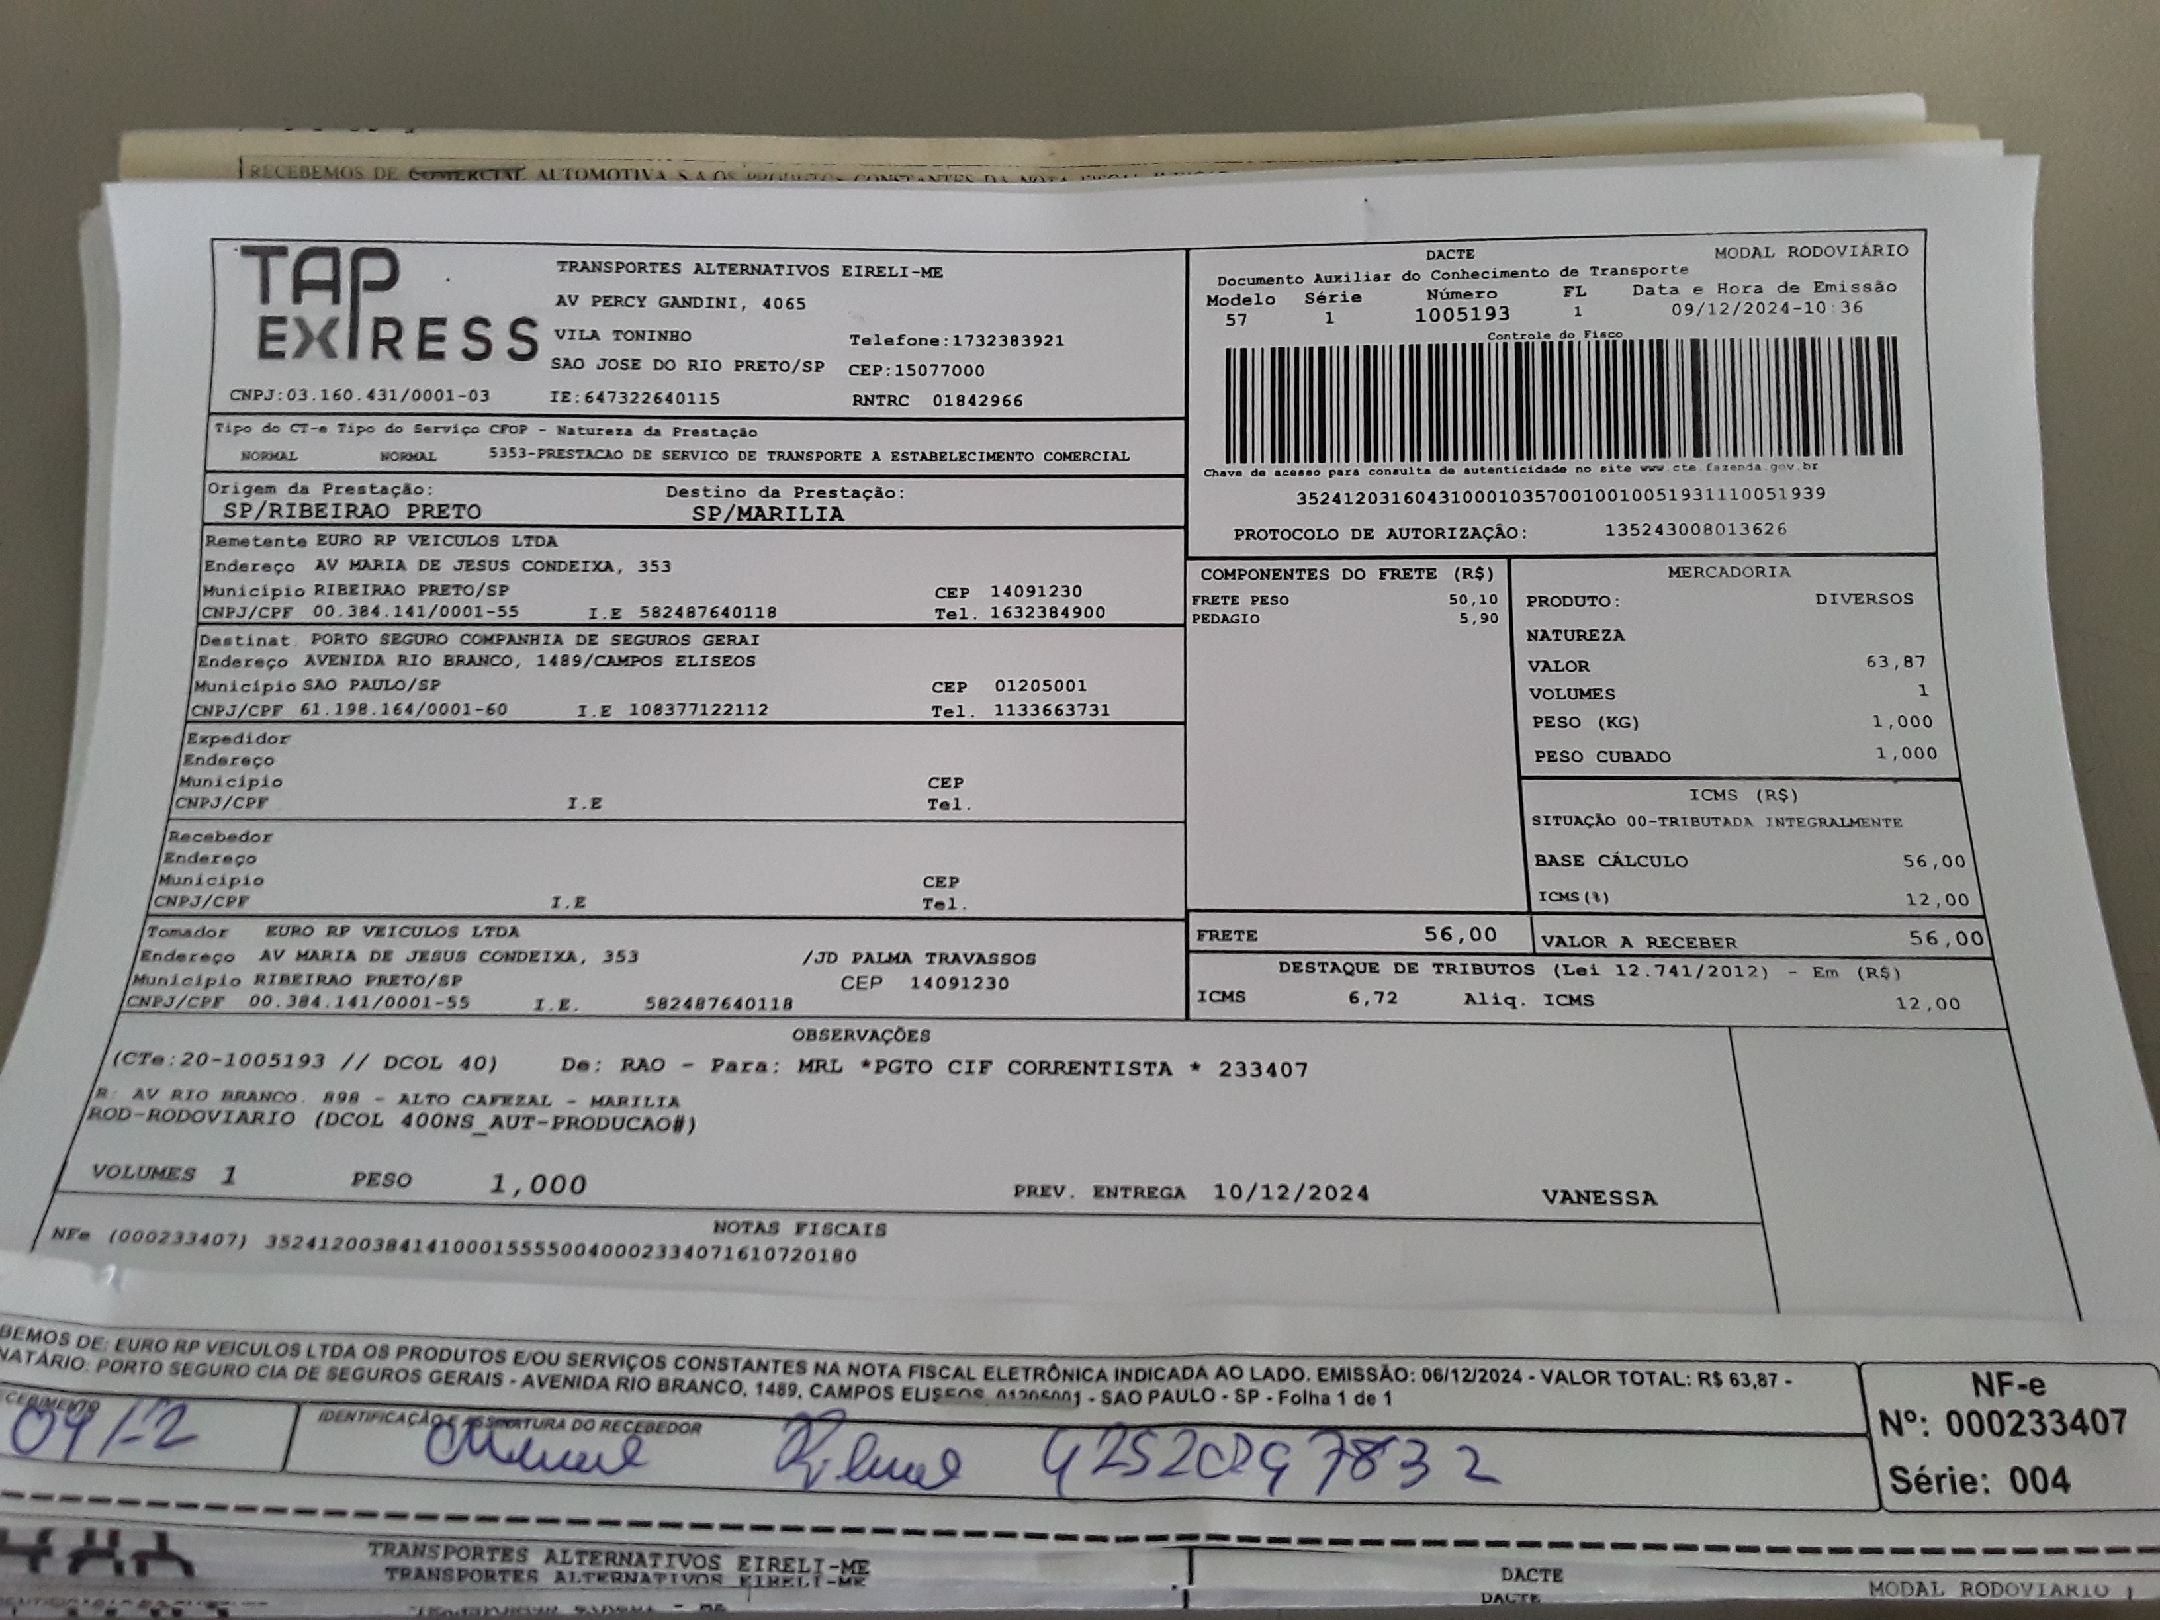 RECEBEMOS DE COMERCIAL AUTOMOTIVA S.A OS PRODUTOS CONSTANTES DA NOTA FISCAL
TAP EXPRESS
TRANSPORTES ALTERNATIVOS EIRELI-ME
AV PERCY GANDINI, 4065
VILA TONINHO Telefone:1732383921
SAO JOSE DO RIO PRETO/SP CEP:15077000
CNPJ:03.160.431/0001-03 IE:647322640115 RNTRC 01842966
DACTE MODAL RODOVIÁRIO
Documento Auxiliar do Conhecimento de Transporte
Modelo Série Número FL Data e Hora de Emissão
57 1 1005193 1 09/12/2024-10:36
Controle do Fisco
Chave de acesso para consulta de autenticidade no site www.cte.fazenda.gov.br
35241203160431000103570010010051931110051939
PROTOCOLO DE AUTORIZAÇÃO: 135243008013626
Tipo do CT-e Tipo do Serviço CFOP - Natureza da Prestação
NORMAL NORMAL 5353-PRESTACAO DE SERVICO DE TRANSPORTE A ESTABELECIMENTO COMERCIAL
Origem da Prestação: Destino da Prestação:
SP/RIBEIRAO PRETO SP/MARILIA
Remetente EURO RP VEICULOS LTDA
Endereço AV MARIA DE JESUS CONDEIXA, 353
Município RIBEIRAO PRETO/SP CEP 14091230
CNPJ/CPF 00.384.141/0001-55 I.E 582487640118 Tel. 1632384900
Destinat. PORTO SEGURO COMPANHIA DE SEGUROS GERAI
Endereço AVENIDA RIO BRANCO, 1489/CAMPOS ELISEOS
Município SAO PAULO/SP CEP 01205001
CNPJ/CPF 61.198.164/0001-60 I.E 108377122112 Tel. 1133663731
Expedidor
Endereço
Município CEP
CNPJ/CPF I.E Tel.
Recebedor
Endereço
Município CEP
CNPJ/CPF I.E Tel.
Tomador EURO RP VEICULOS LTDA
Endereço AV MARIA DE JESUS CONDEIXA, 353 /JD PALMA TRAVASSOS
Município RIBEIRAO PRETO/SP CEP 14091230
CNPJ/CPF 00.384.141/0001-55 I.E. 582487640118
COMPONENTES DO FRETE (R$)
FRETE PESO 50,10
PEDAGIO 5,90
MERCADORIA
PRODUTO: DIVERSOS
NATUREZA
VALOR 63,87
VOLUMES 1
PESO (KG) 1,000
PESO CUBADO 1,000
ICMS (R$)
SITUAÇÃO 00-TRIBUTADA INTEGRALMENTE
BASE CÁLCULO 56,00
ICMS(%) 12,00
FRETE 56,00 VALOR A RECEBER 56,00
DESTAQUE DE TRIBUTOS (Lei 12.741/2012) - Em (R$)
ICMS 6,72 Aliq. ICMS 12,00
OBSERVAÇÕES
(CTe:20-1005193 // DCOL 40) De: RAO - Para: MRL *PGTO CIF CORRENTISTA * 233407
R: AV RIO BRANCO, 898 - ALTO CAFEZAL - MARILIA
ROD-RODOVIARIO (DCOL 400NS_AUT-PRODUCAO#)
VOLUMES 1 PESO 1,000 PREV. ENTREGA 10/12/2024 VANESSA
NOTAS FISCAIS
NFe (000233407) 35241200384141000155550040002334071610720180
BEMOS DE: EURO RP VEICULOS LTDA OS PRODUTOS E/OU SERVIÇOS CONSTANTES NA NOTA FISCAL ELETRÔNICA INDICADA AO LADO. EMISSÃO: 06/12/2024 - VALOR TOTAL: R$ 63,87 -
NATÁRIO: PORTO SEGURO CIA DE SEGUROS GERAIS - AVENIDA RIO BRANCO, 1489, CAMPOS ELISEOS, 01205001 - SAO PAULO - SP - Folha 1 de 1
ECEBIMENTO IDENTIFICAÇÃO E ASSINATURA DO RECEBEDOR
NF-e
Nº: 000233407
Série: 004
TRANSPORTES ALTERNATIVOS EIRELI-ME
TRANSPORTES ALTERNATIVOS EIRELI-ME
DACTE
DACTE
MODAL RODOVIÁRIO